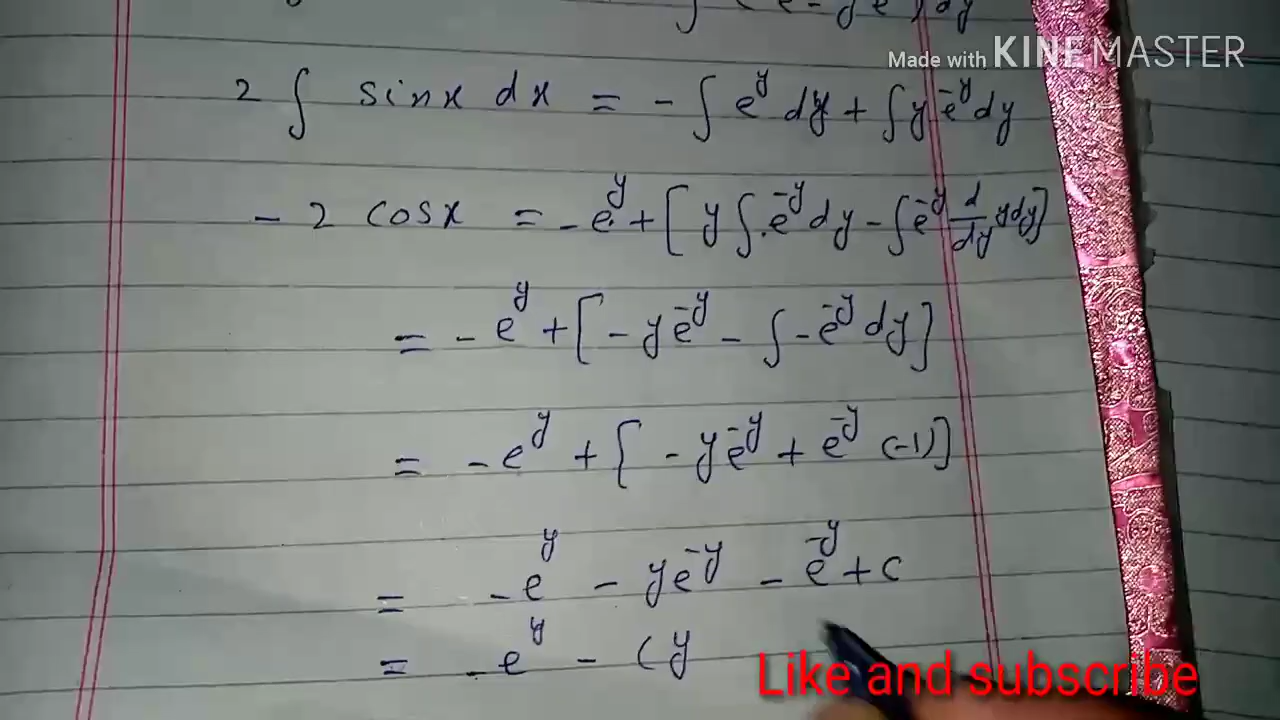 Made with KINEMASTER
2 ∫ sinx dx = - ∫ e^y dy + ∫ y e^-y dy
- 2 cosx = - e^y + [ y ∫ e^-y dy - ∫ e^-y d/dy y dy ]
= - e^y + [ - y e^-y - ∫ - e^-y dy ]
= - e^y + [ - y e^-y + e^-y (-1) ]
= - e^y - y e^-y - e^-y + c
= - e^y - ( y
Like and subscribe